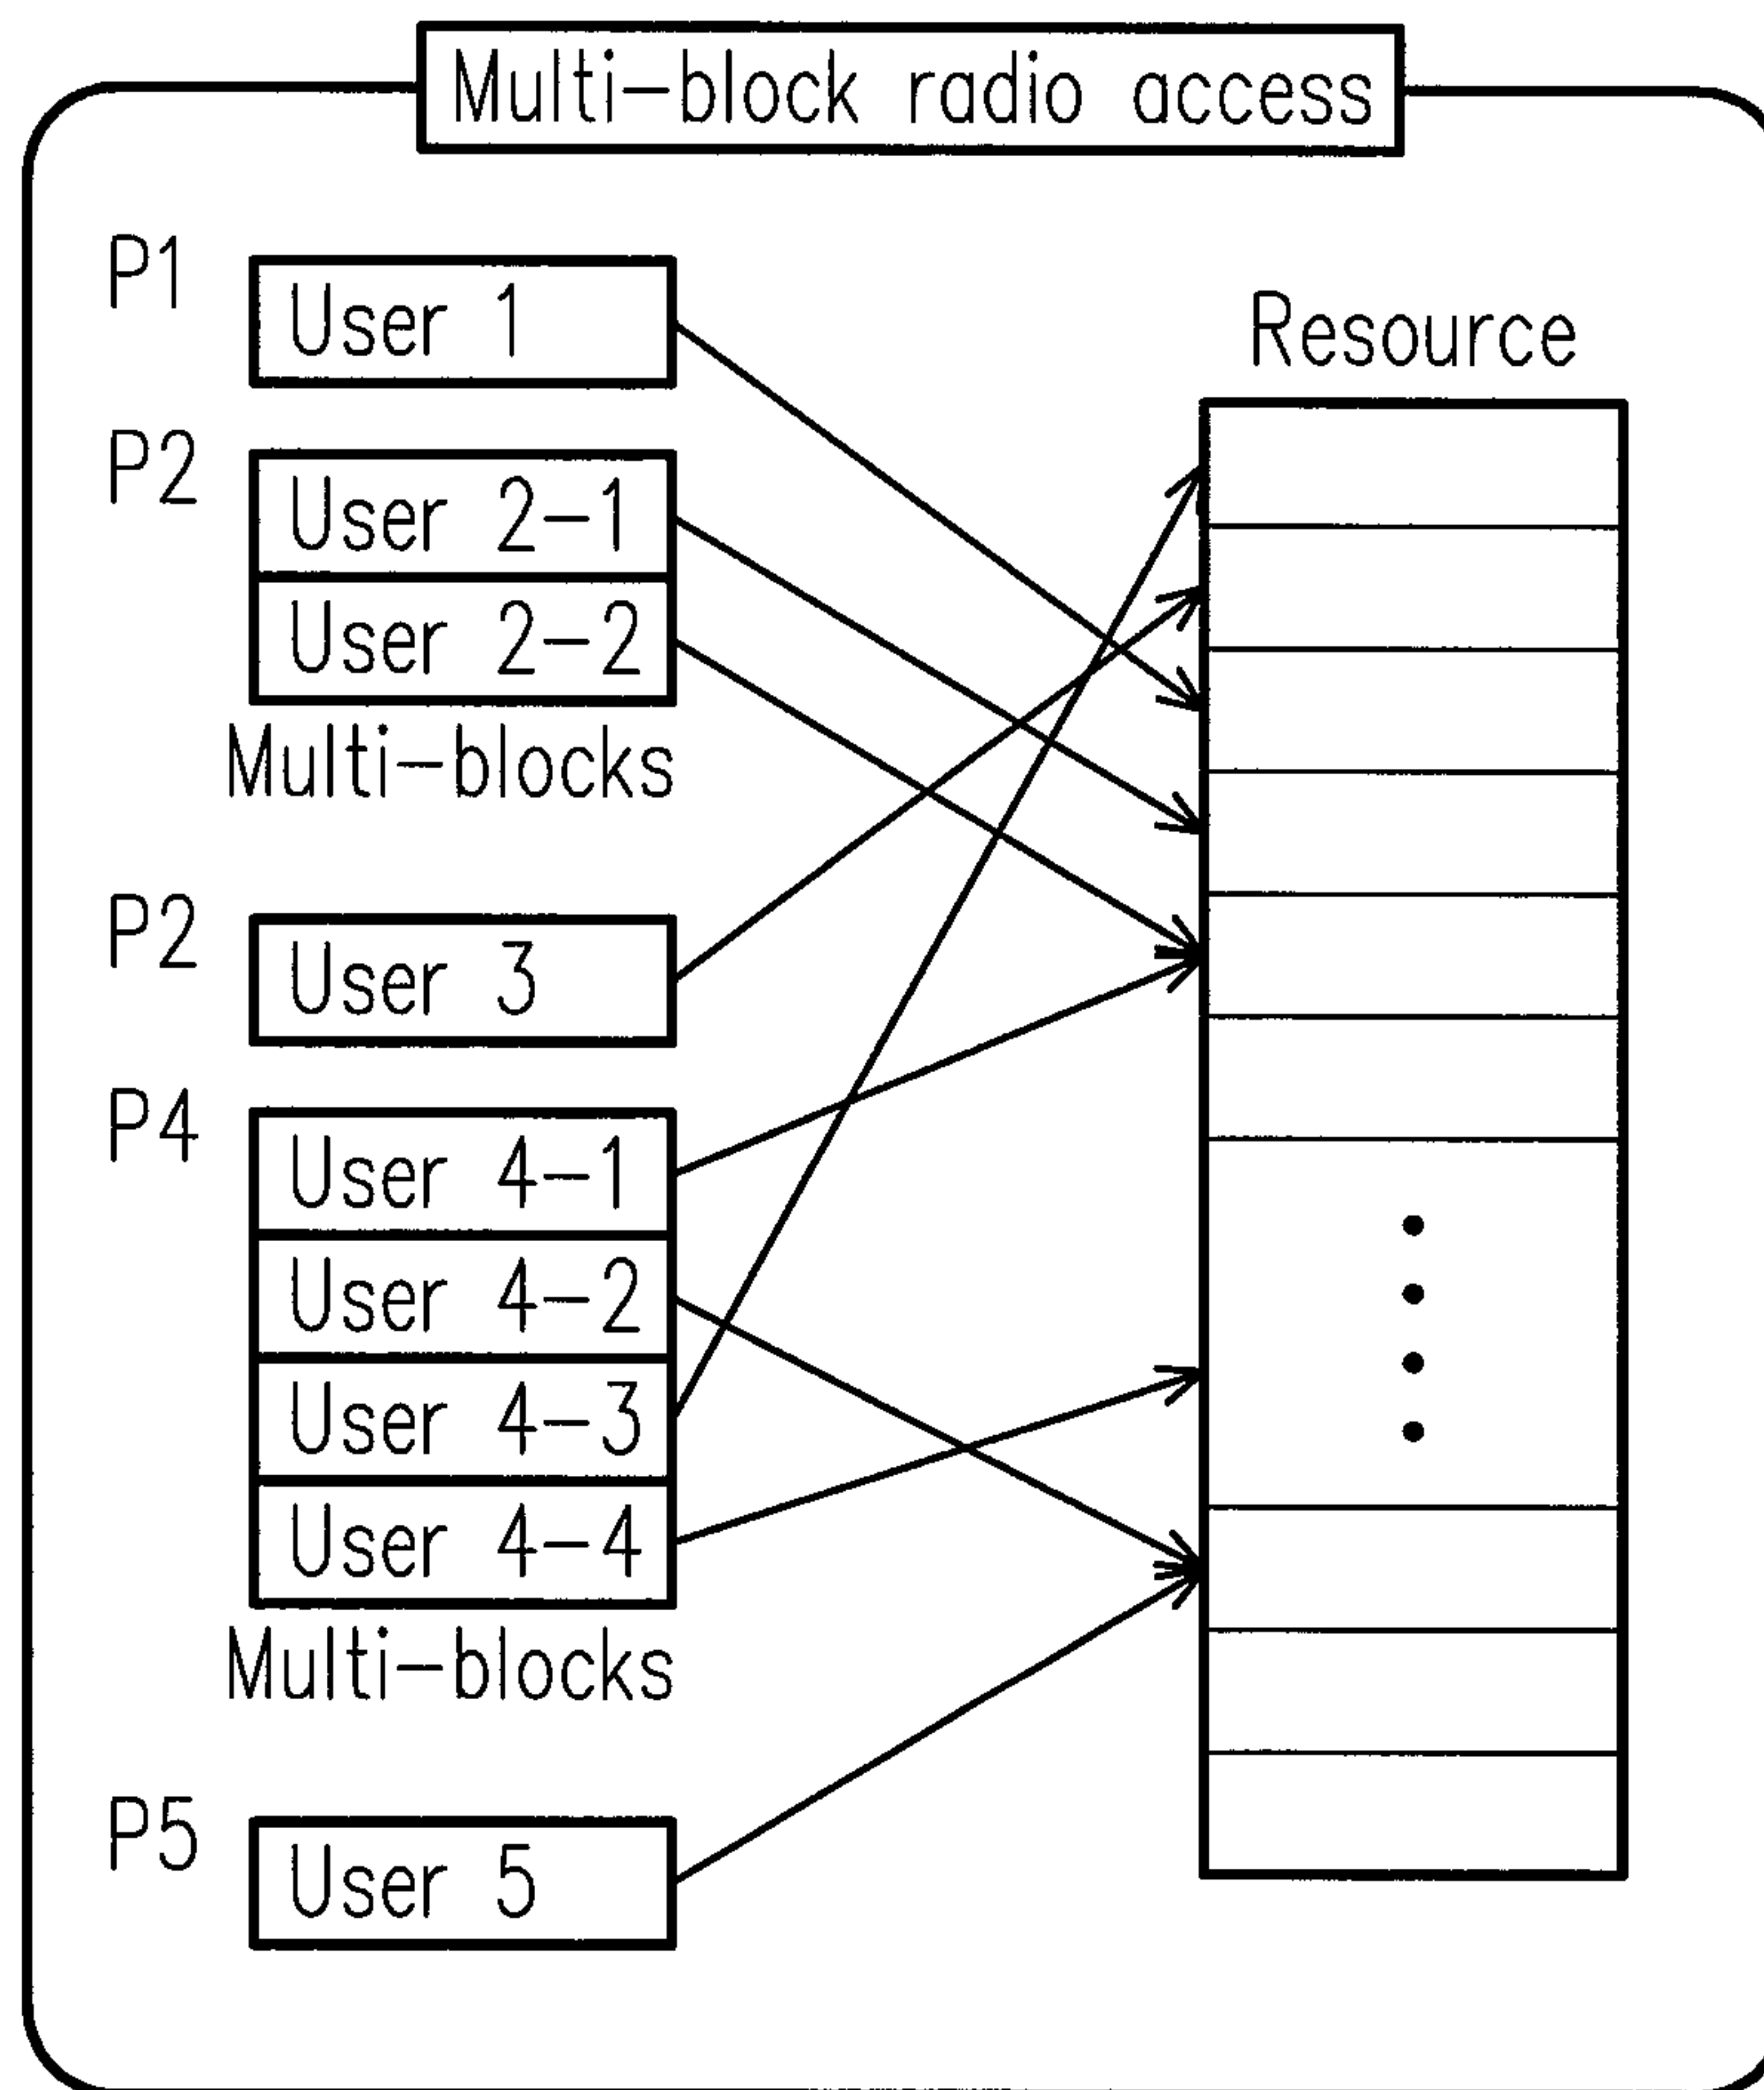 Multi-block radio access
P1
User 1
Resource
P2
User 2-1
User 2-2
Multi-blocks
P2
User 3
P4
User 4-1
User 4-2
User 4-3
User 4-4
Multi-blocks
P5
User 5